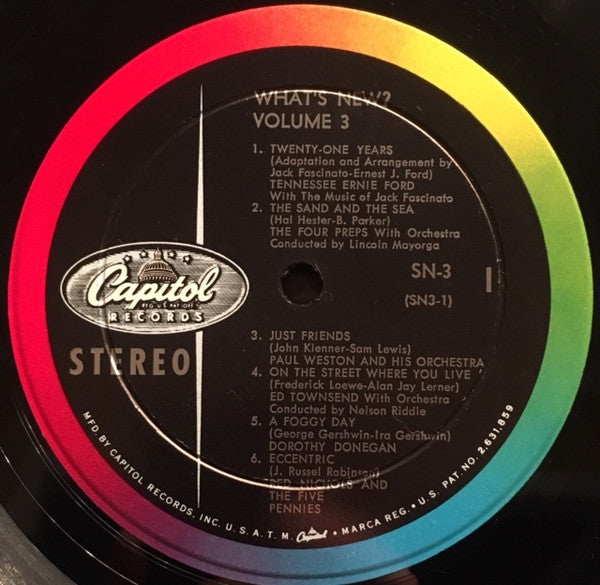 WHAT'S NEW?
VOLUME 3
1. TWENTY-ONE YEARS
(Adaptation and Arrangement by
Jack Fascinato-Ernest J. Ford)
TENNESSEE ERNIE FORD
With The Music of Jack Fascinato
2. THE SAND AND THE SEA
(Hal Hester-B. Parker)
THE FOUR PREPS With Orchestra
Conducted by Lincoln Mayorga
SN-3
1
(SN3-1)
Capitol
REG. U.S. PAT. OFF.
RECORDS
STEREO
3. JUST FRIENDS
(John Klenner-Sam Lewis)
PAUL WESTON AND HIS ORCHESTRA
4. ON THE STREET WHERE YOU LIVE
(Frederick Loewe-Alan Jay Lerner)
ED TOWNSEND With Orchestra
Conducted by Nelson Riddle
5. A FOGGY DAY
(George Gershwin-Ira Gershwin)
DOROTHY DONEGAN
6. ECCENTRIC
(J. Russel Robinson)
RED NICHOLS AND
THE FIVE
PENNIES
MFD. BY CAPITOL RECORDS, INC. U.S.A. T.M. Capitol MARCA REG. • U.S. PAT. NO. 2,631,859